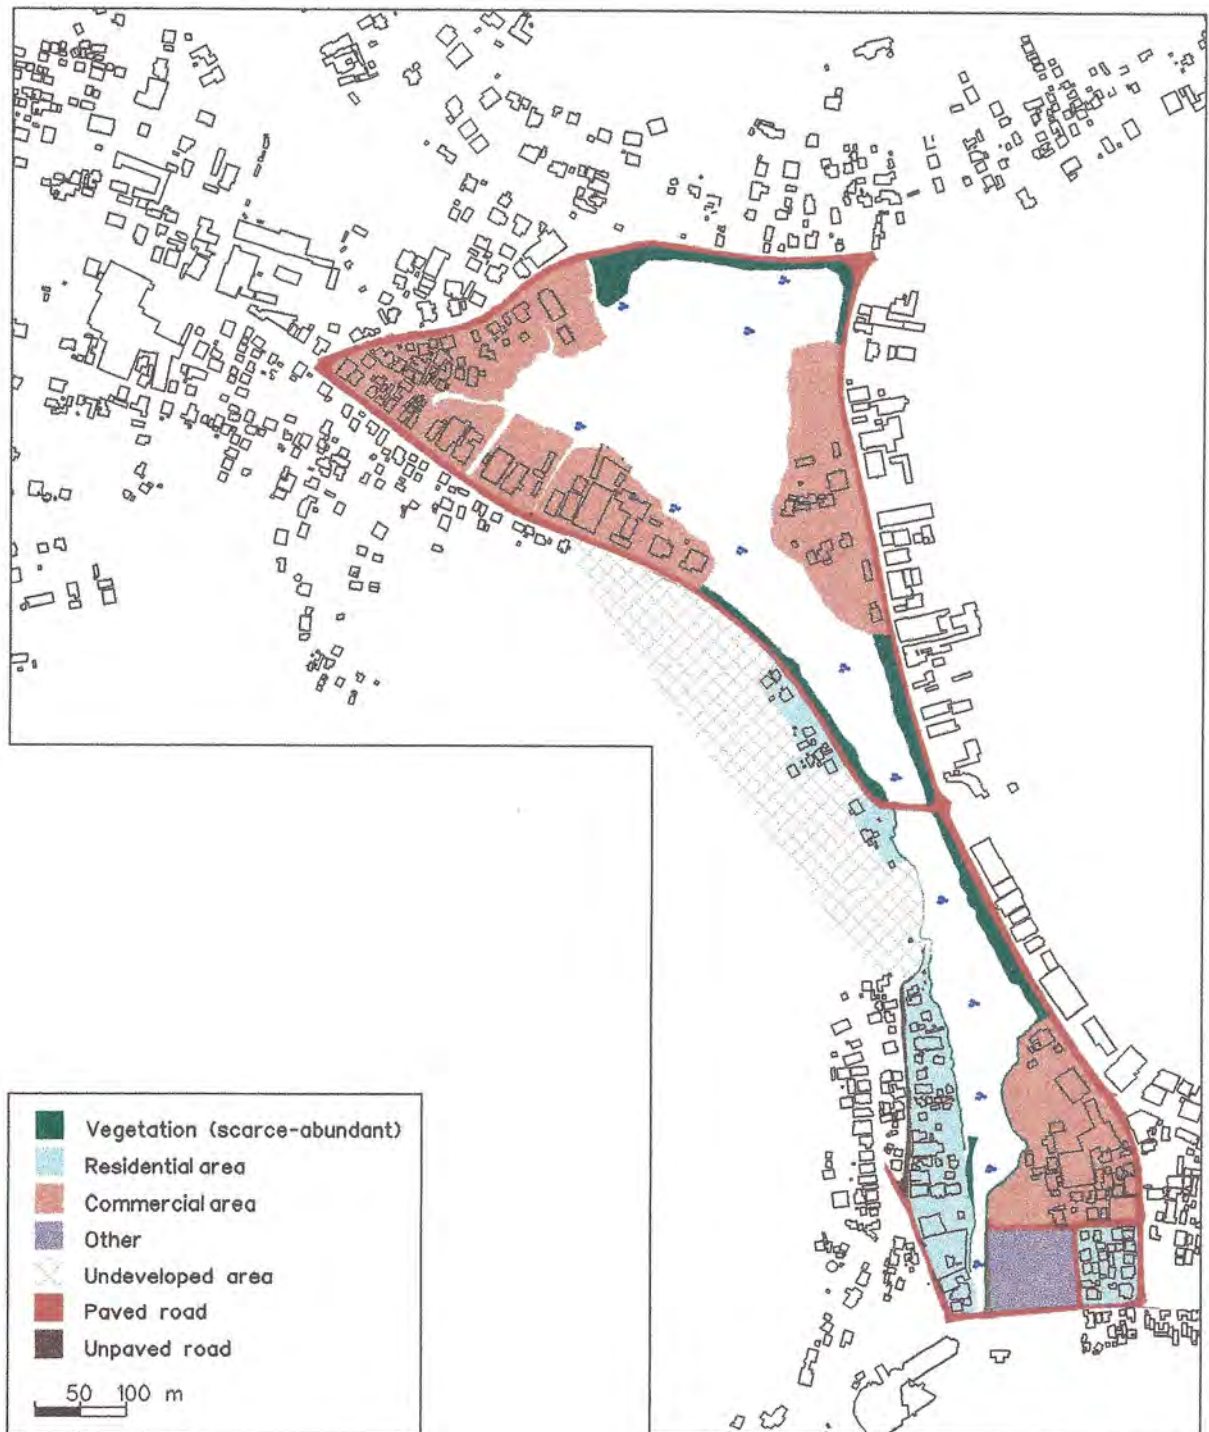 Vegetation (scarce-abundant)
Residential area
Commercial area
Other
Undeveloped area
Paved road
Unpaved road
50 100 m